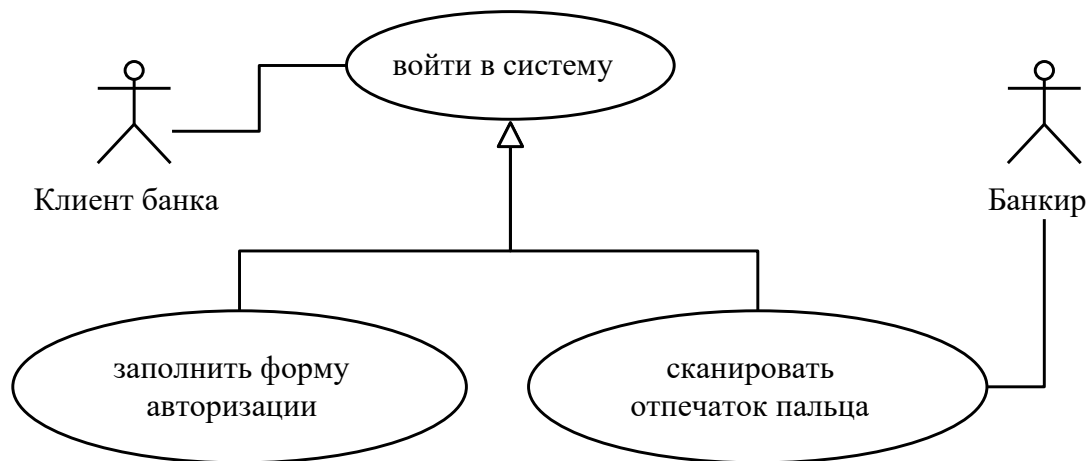 войти в систему
Клиент банка
Банкир
заполнить форму
авторизации
сканировать
отпечаток пальца